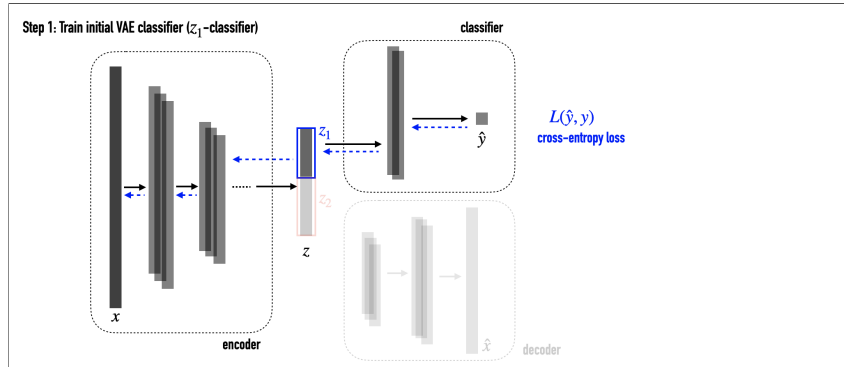 Step 1: Train initial VAE classifier (z₁-classifier)
classifier
z₁
ŷ
L(ŷ, y)
cross-entropy loss
z₂
z
x
x̂
encoder
decoder